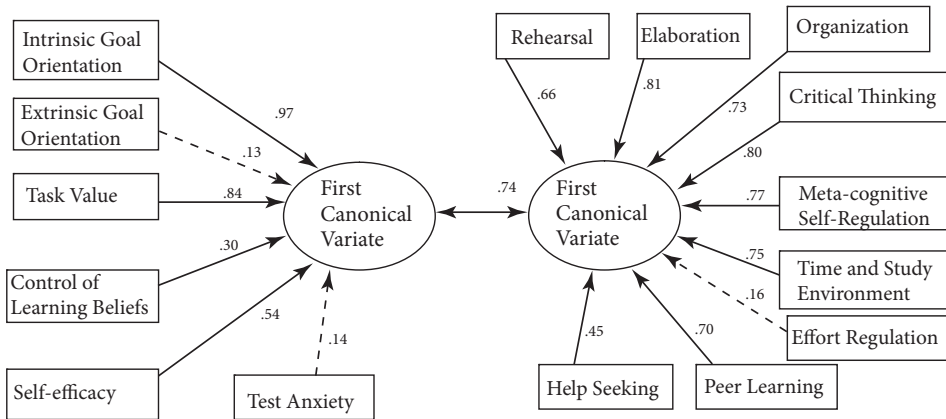 Intrinsic Goal
Orientation
.97
Extrinsic Goal
Orientation
.13
Task Value
.84
Control of
Learning Beliefs
.30
Self-efficacy
.54
Test Anxiety
.14
First
Canonical
Variate
.74
First
Canonical
Variate
Rehearsal
.66
Elaboration
.81
Organization
.73
Critical Thinking
.80
Meta-cognitive
Self-Regulation
.77
Time and Study
Environment
.75
Effort Regulation
.16
Peer Learning
.70
Help Seeking
.45